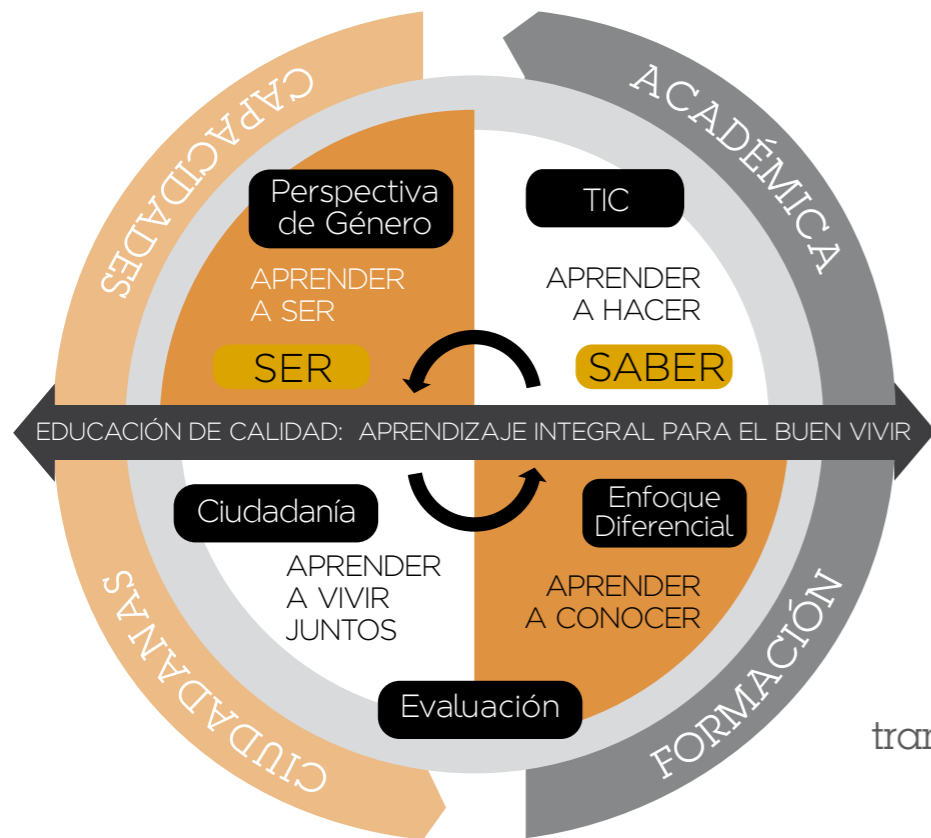 CAPACIDADES
CIUDADANAS
FORMACIÓN
ACADÉMICA
Perspectiva
de Género
APRENDER
A SER
SER
TIC
APRENDER
A HACER
SABER
EDUCACIÓN DE CALIDAD: APRENDIZAJE INTEGRAL PARA EL BUEN VIVIR
Ciudadanía
APRENDER
A VIVIR
JUNTOS
Enfoque
Diferencial
APRENDER
A CONOCER
Evaluación